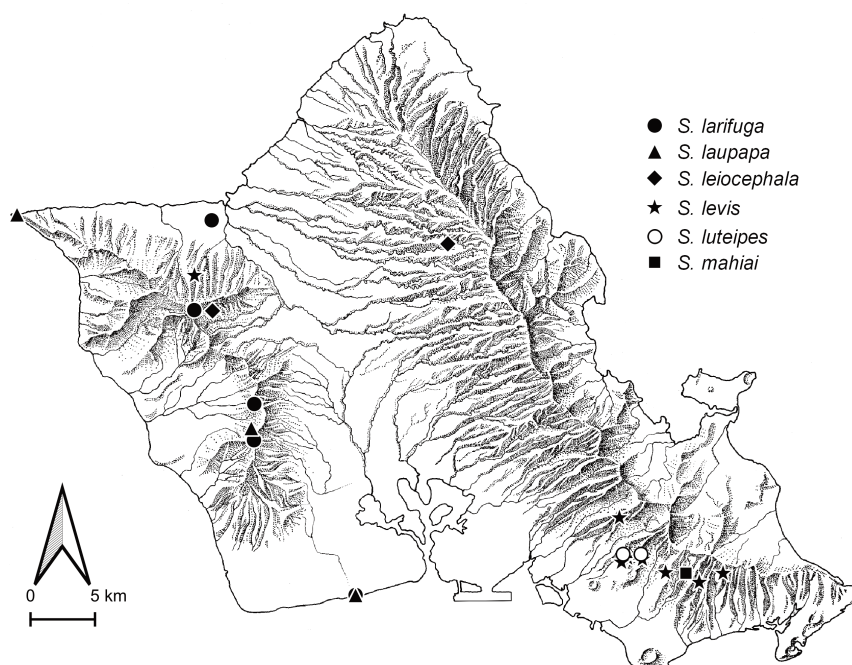 S. larifuga
S. laupapa
S. leiocephala
S. levis
S. luteipes
S. mahiai
0 5 km